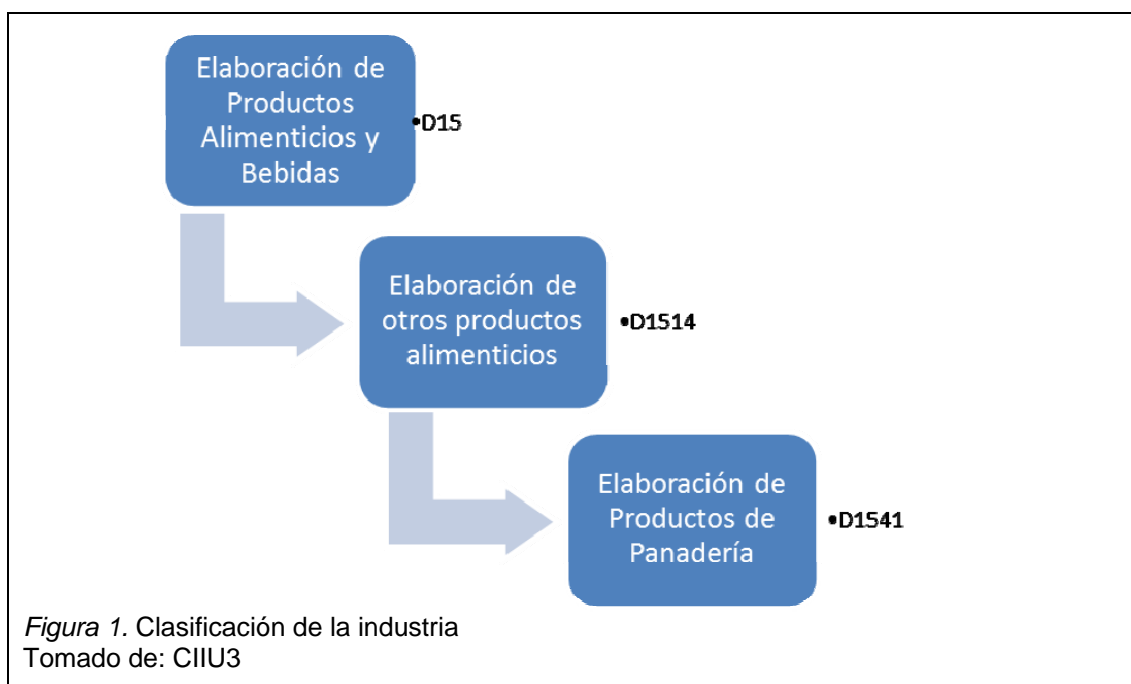 Elaboración de
Productos
Alimenticios y
Bebidas
•D15
Elaboración de
otros productos
alimenticios
•D1514
Elaboración de
Productos de
Panadería
•D1541
Figura 1. Clasificación de la industria
Tomado de: CIIU3